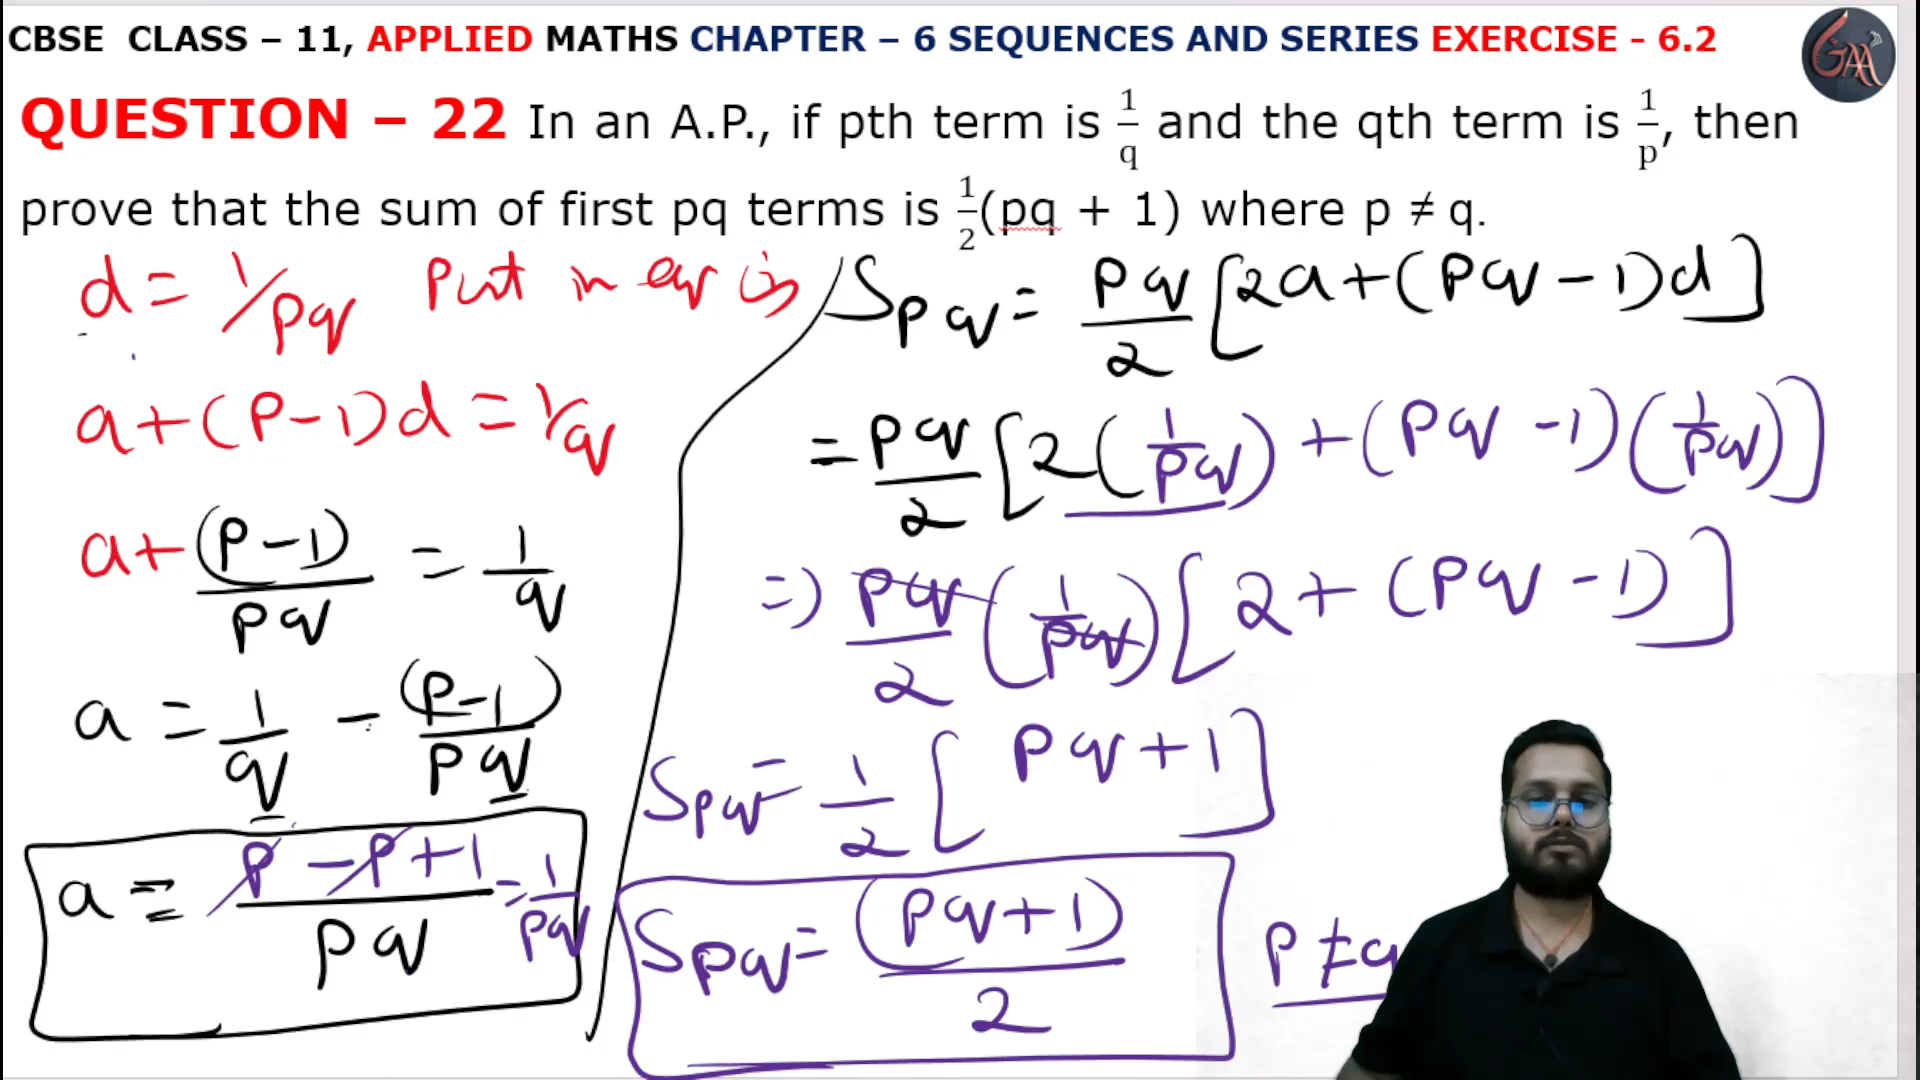 CBSE CLASS – 11, APPLIED MATHS CHAPTER – 6 SEQUENCES AND SERIES EXERCISE - 6.2
GAA
QUESTION – 22 In an A.P., if pth term is 1/q and the qth term is 1/p, then
prove that the sum of first pq terms is 1/2(pq + 1) where p ≠ q.
d = 1/pq Put in eq (i)
a+(p-1)d = 1/q
a+(p-1)/pq = 1/q
a = 1/q - (p-1)/pq
a = p - p + 1/pq = 1/pq
Spq = pq/2 [2a+(pq-1)d]
= pq/2 [2(1/pq) + (pq-1)(1/pq)]
=> pq/2 (1/pq) [2+(pq-1)]
Spq = 1/2 [pq+1]
Spq = (pq+1)/2
p ≠ q